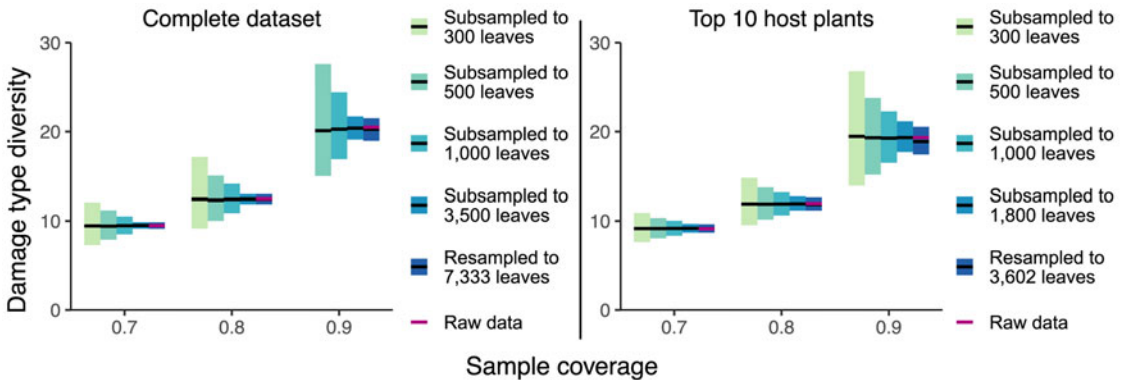 Complete dataset
Damage type diversity
30
20
10
0
0.7
0.8
0.9
Subsampled to
300 leaves
Subsampled to
500 leaves
Subsampled to
1,000 leaves
Subsampled to
3,500 leaves
Resampled to
7,333 leaves
Raw data
Top 10 host plants
30
20
10
0
0.7
0.8
0.9
Subsampled to
300 leaves
Subsampled to
500 leaves
Subsampled to
1,000 leaves
Subsampled to
1,800 leaves
Resampled to
3,602 leaves
Raw data
Sample coverage